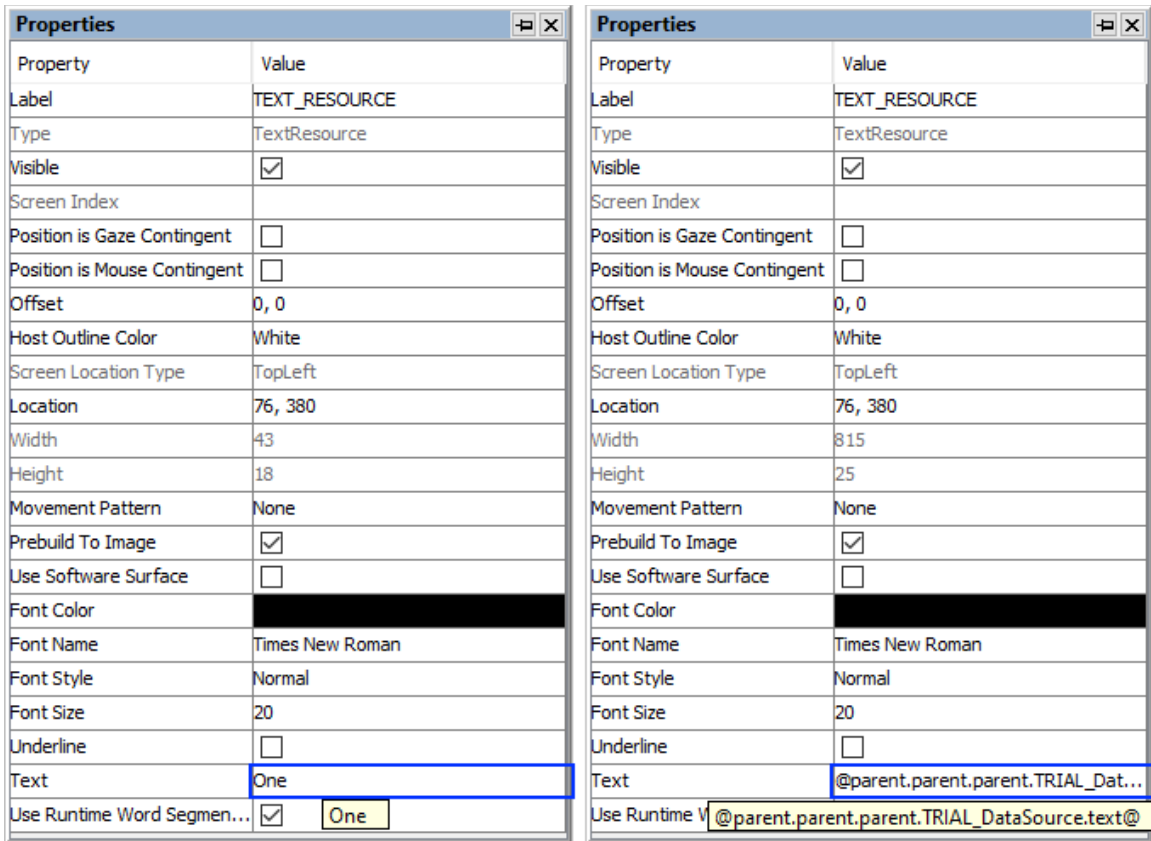 Properties
Property Value
Label TEXT_RESOURCE
Type TextResource
Visible
Screen Index
Position is Gaze Contingent
Position is Mouse Contingent
Offset 0, 0
Host Outline Color White
Screen Location Type TopLeft
Location 76, 380
Width 43
Height 18
Movement Pattern None
Prebuild To Image
Use Software Surface
Font Color
Font Name Times New Roman
Font Style Normal
Font Size 20
Underline
Text One
Use Runtime Word Segmen... One
Properties
Property Value
Label TEXT_RESOURCE
Type TextResource
Visible
Screen Index
Position is Gaze Contingent
Position is Mouse Contingent
Offset 0, 0
Host Outline Color White
Screen Location Type TopLeft
Location 76, 380
Width 815
Height 25
Movement Pattern None
Prebuild To Image
Use Software Surface
Font Color
Font Name Times New Roman
Font Style Normal
Font Size 20
Underline
Text @parent.parent.parent.TRIAL_Dat...
Use Runtime @parent.parent.parent.TRIAL_DataSource.text@